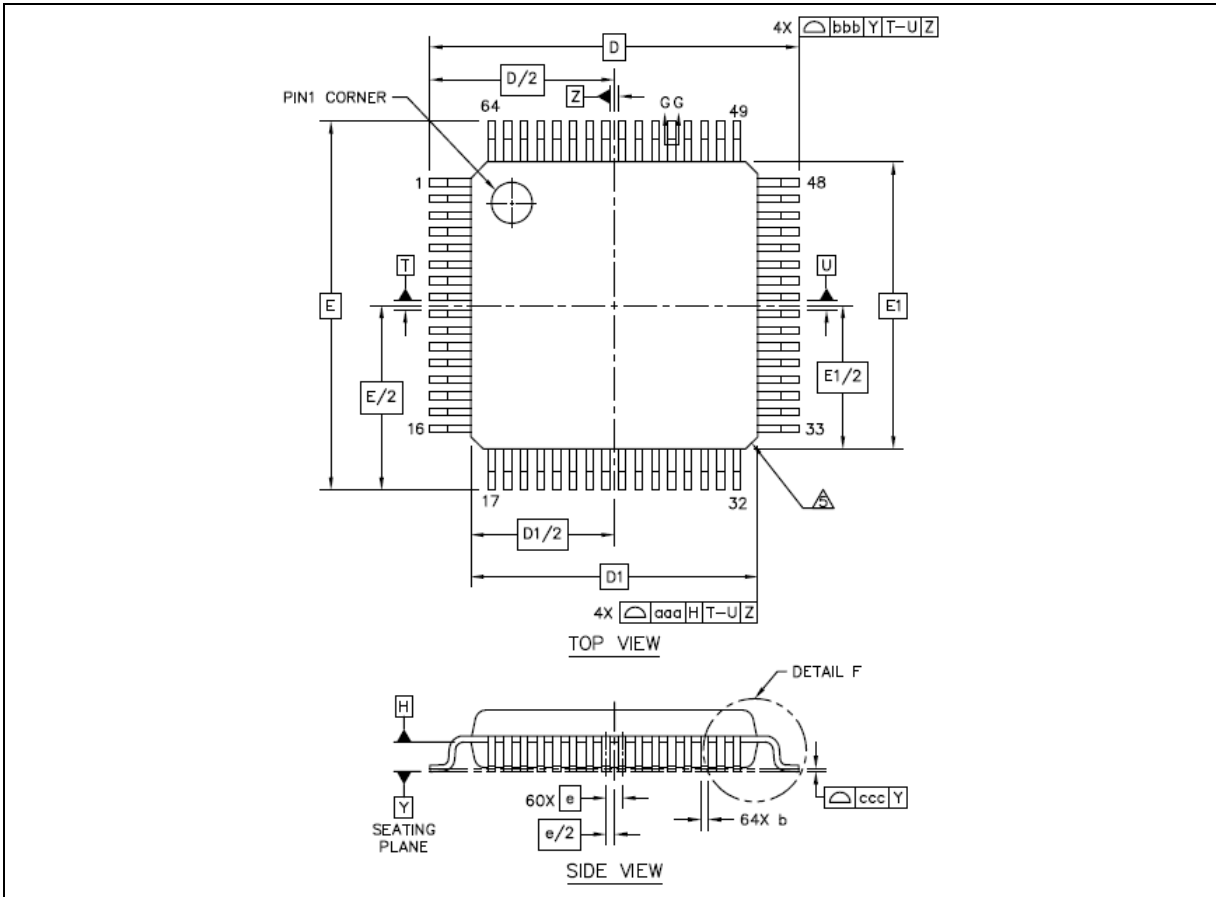 4X bbb Y T-U Z
D
D/2
Z
PIN1 CORNER
64
G G
49
1
48
T
U
E
E1
E/2
E1/2
16
33
17
32
5
D1/2
D1
4X aaa H T-U Z
TOP VIEW
DETAIL F
H
Y
SEATING
PLANE
60X e
e/2
64X b
ccc Y
SIDE VIEW